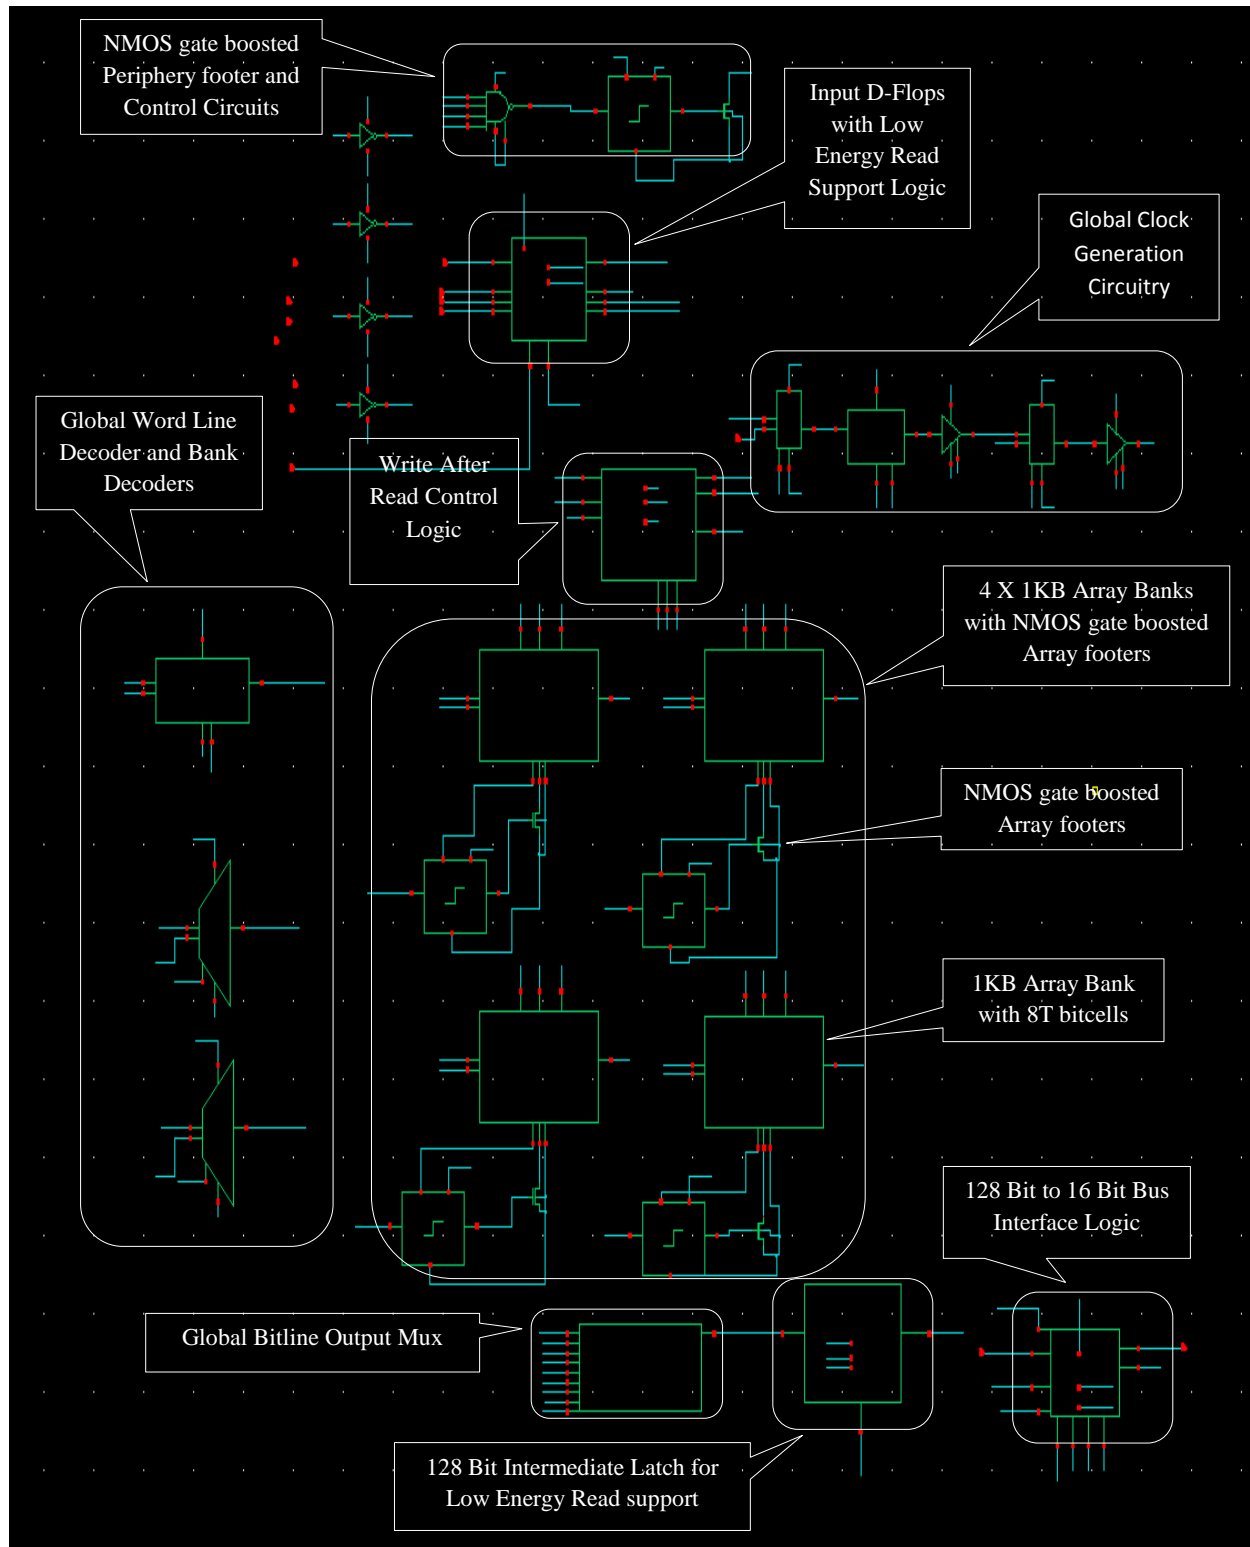 NMOS gate boosted
Periphery footer and
Control Circuits
Input D-Flops
with Low
Energy Read
Support Logic
Global Clock
Generation
Circuitry
Global Word Line
Decoder and Bank
Decoders
Write After
Read Control
Logic
4 X 1KB Array Banks
with NMOS gate boosted
Array footers
NMOS gate boosted
Array footers
1KB Array Bank
with 8T bitcells
128 Bit to 16 Bit Bus
Interface Logic
Global Bitline Output Mux
128 Bit Intermediate Latch for
Low Energy Read support